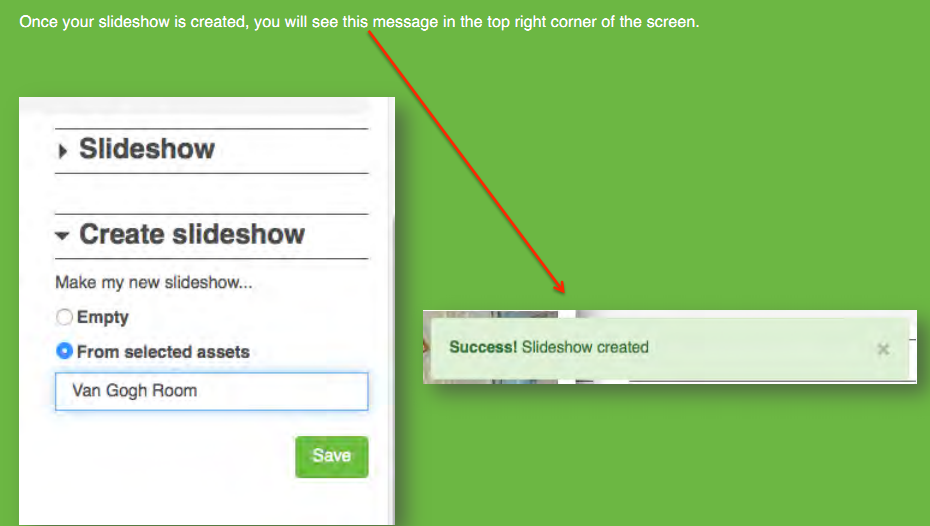 Once your slideshow is created, you will see this message in the top right corner of the screen.
Slideshow
Create slideshow
Make my new slideshow...
Empty
From selected assets
Van Gogh Room
Save
Success! Slideshow created
×